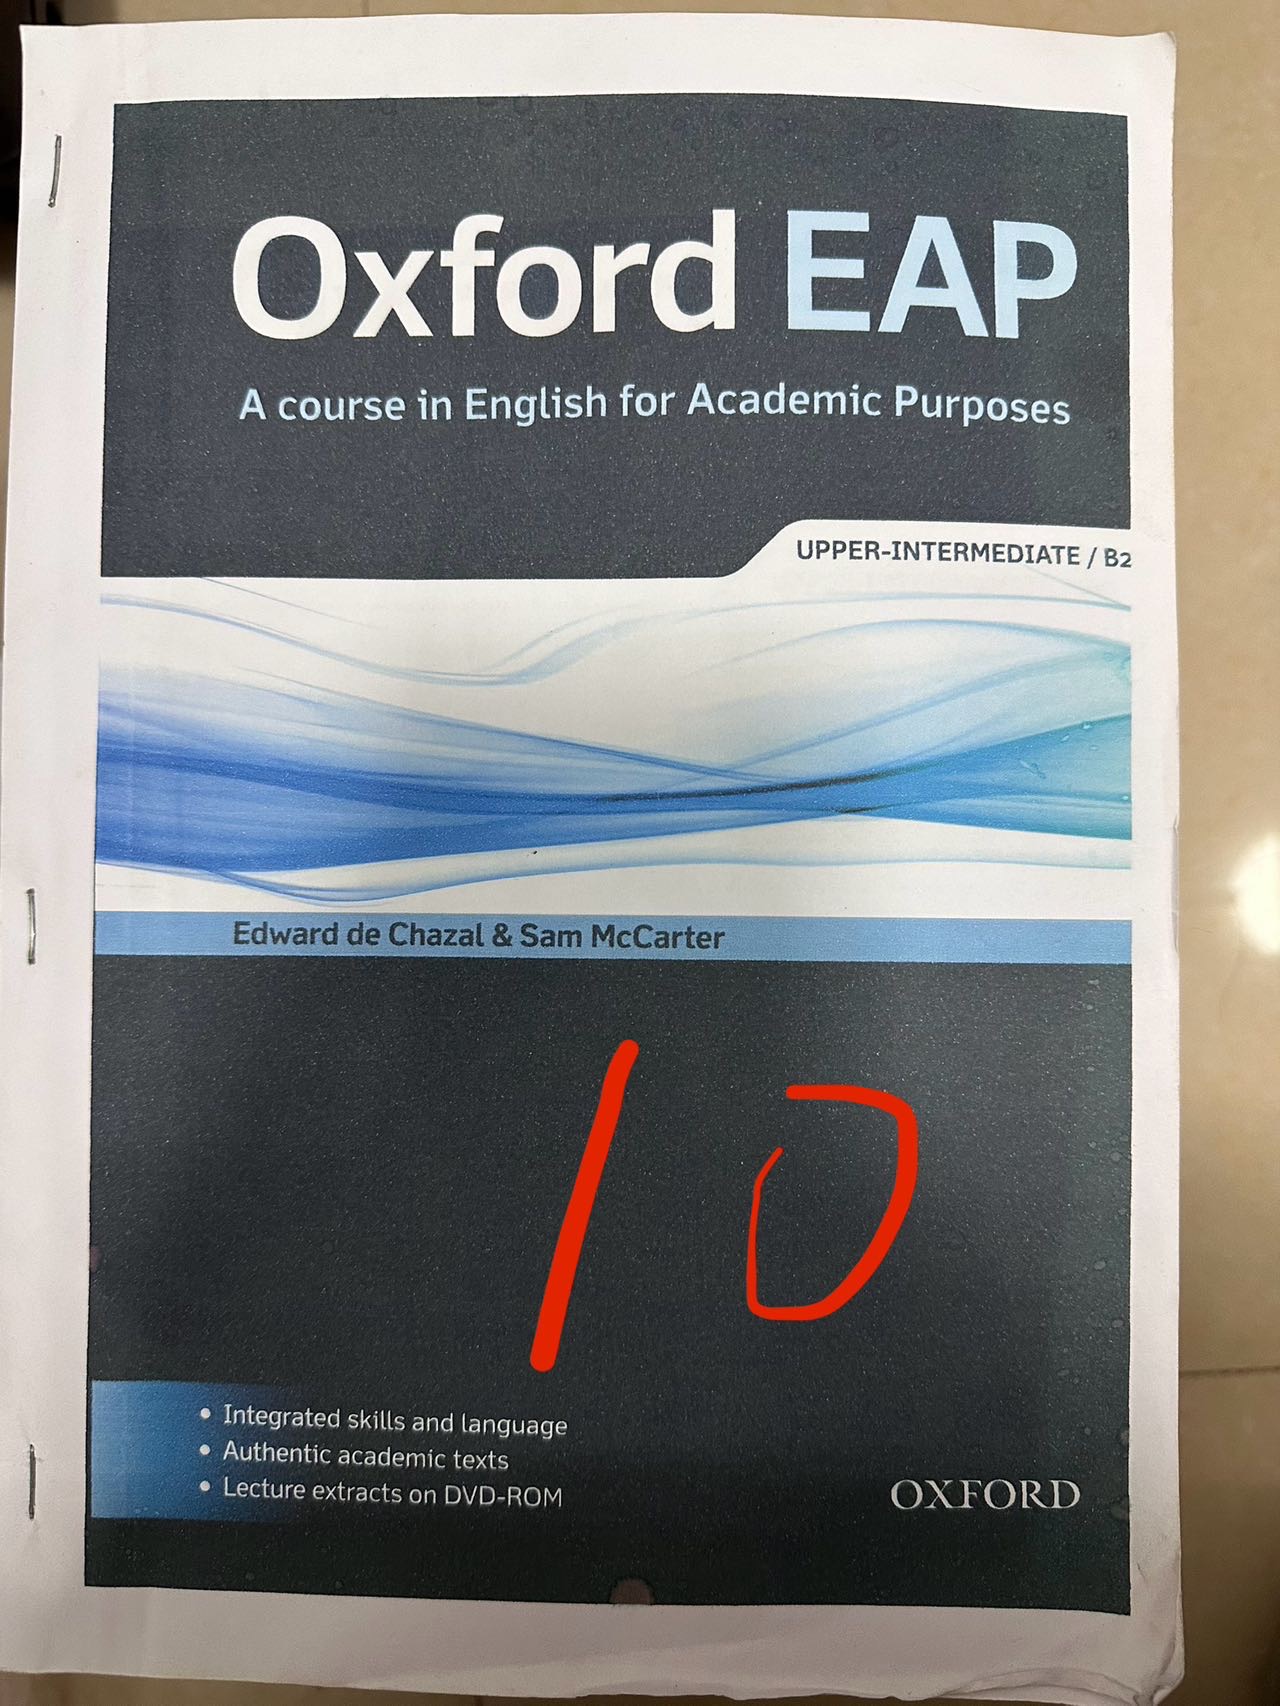 Oxford EAP
A course in English for Academic Purposes
UPPER-INTERMEDIATE / B2
Edward de Chazal & Sam McCarter
10
• Integrated skills and language
• Authentic academic texts
• Lecture extracts on DVD-ROM
OXFORD